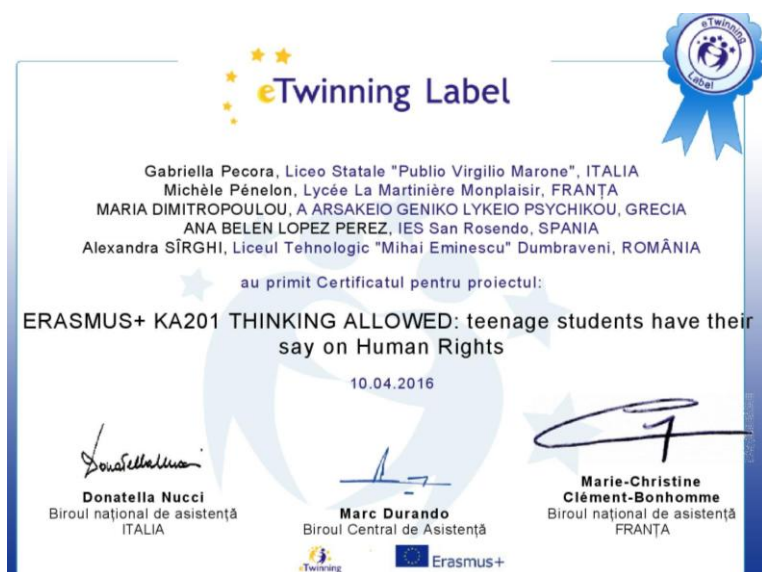 eTwinning
Label
eTwinning Label
Gabriella Pecora, Liceo Statale "Publio Virgilio Marone", ITALIA
Michèle Pénelon, Lycée La Martinière Monplaisir, FRANȚA
MARIA DIMITROPOULOU, A ARSAKEIO GENIKO LYKEIO PSYCHIKOU, GRECIA
ANA BELEN LOPEZ PEREZ, IES San Rosendo, SPANIA
Alexandra SÎRGHI, Liceul Tehnologic "Mihai Eminescu" Dumbraveni, ROMÂNIA
au primit Certificatul pentru proiectul:
ERASMUS+ KA201 THINKING ALLOWED: teenage students have their
say on Human Rights
10.04.2016
Donatella Nucci
Biroul național de asistență
ITALIA
Marc Durando
Biroul Central de Asistență
Marie-Christine
Clément-Bonhomme
Biroul național de asistență
FRANȚA
eTwinning
Erasmus+